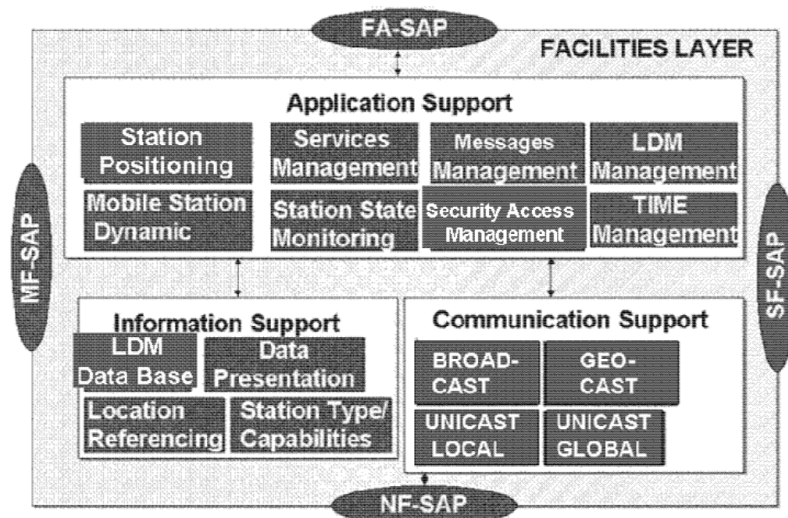 FA-SAP
FACILITIES LAYER
Application Support
Station
Positioning
Services
Management
Messages
Management
LDM
Management
Mobile Station
Dynamic
Station State
Monitoring
Security Access
Management
TIME
Management
MF-SAP
SF-SAP
Information Support
LDM
Data Base
Data
Presentation
Location
Referencing
Station Type/
Capabilities
Communication Support
BROAD-
CAST
GEO-
CAST
UNICAST
LOCAL
UNICAST
GLOBAL
NF-SAP